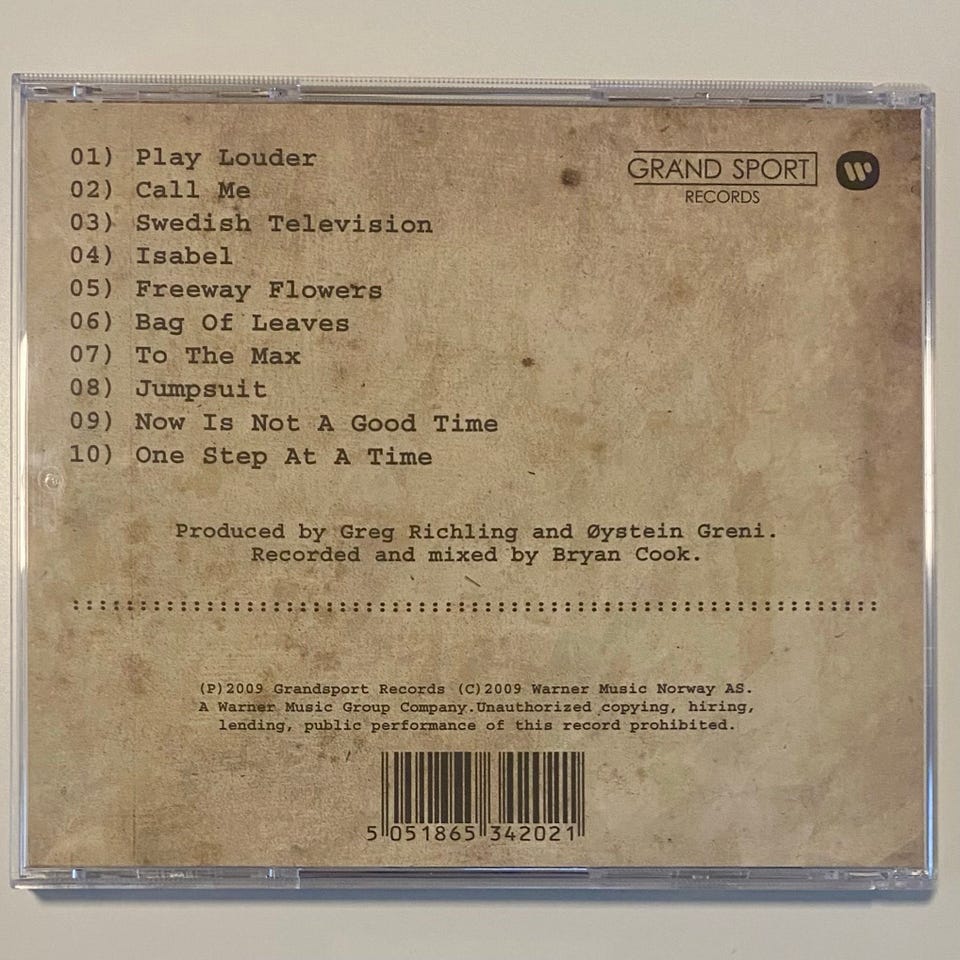 01) Play Louder
02) Call Me
03) Swedish Television
04) Isabel
05) Freeway Flowers
06) Bag Of Leaves
07) To The Max
08) Jumpsuit
09) Now Is Not A Good Time
10) One Step At A Time
GRAND SPORT
RECORDS
Produced by Greg Richling and Øystein Greni.
Recorded and mixed by Bryan Cook.
(P)2009 Grandsport Records (C)2009 Warner Music Norway AS.
A Warner Music Group Company.Unauthorized copying, hiring,
lending, public performance of this record prohibited.
5 051865 342021